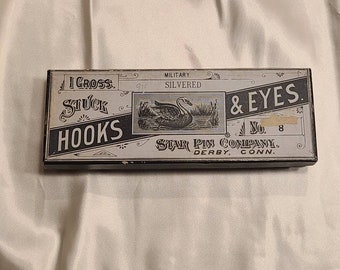 MILITARY
1 GROSS. SILVERED
STUCK
HOOKS & EYES.
No. 8
STAR PIN COMPANY.
DERBY, CONN.